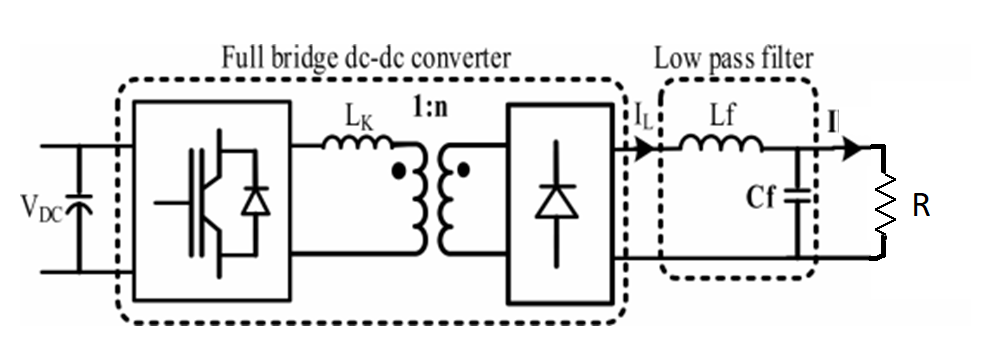 Full bridge dc-dc converter
Low pass filter
LK
1:n
IL
Lf
I
VDC
Cf
R